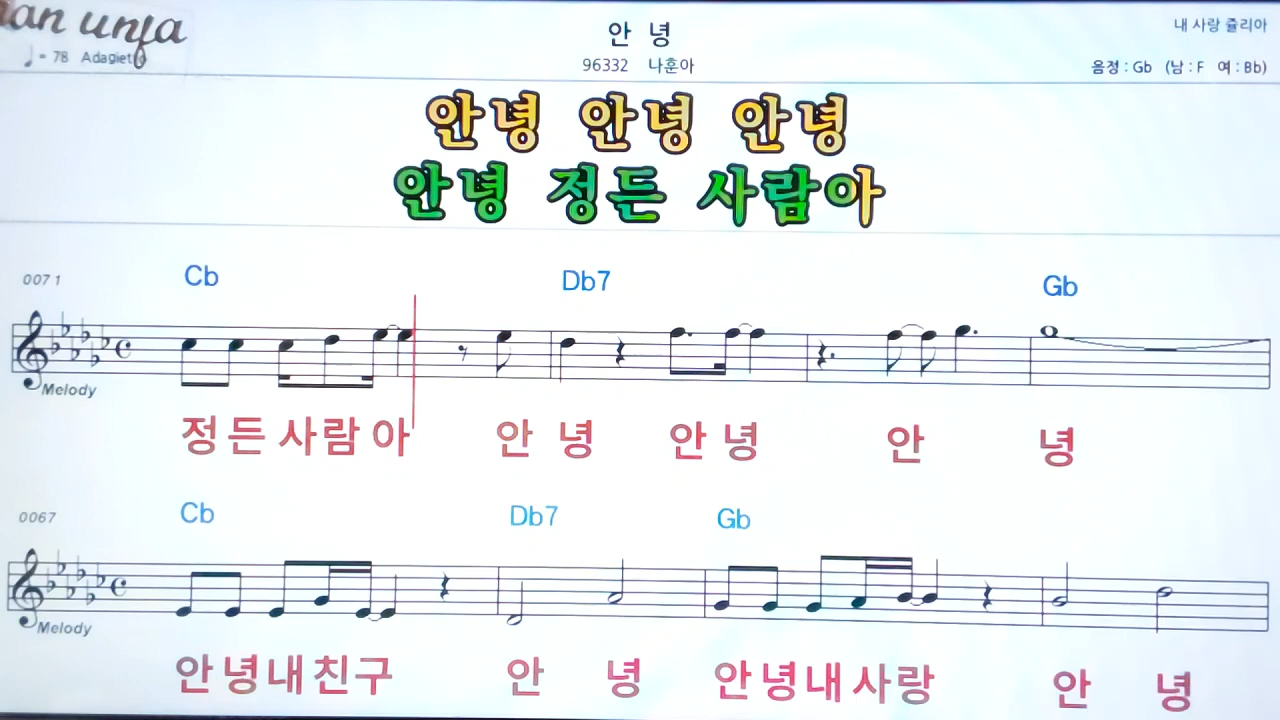 ♩= 78 Adagietto
안 녕
96332 나훈아
내 사랑 쥴리아
음정 : Gb (남 : F 여 : Bb)
안녕 안녕 안녕
안녕 정든 사람아
0071 Cb Db7 Gb
Melody
정 든 사 람 아 안 녕 안 녕 안 녕
0067 Cb Db7 Gb
Melody
안 녕 내 친 구 안 녕 안 녕 내 사 랑 안 녕